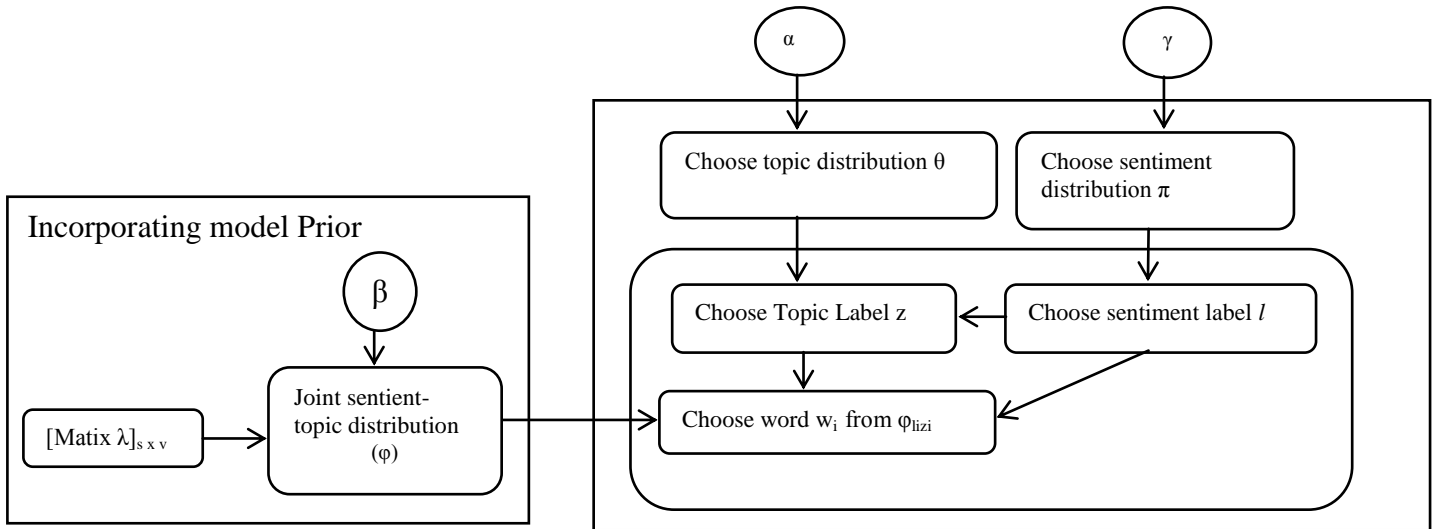 α
γ
Choose topic distribution θ
Choose sentiment
distribution π
Incorporating model Prior
β
Choose Topic Label z
Choose sentiment label l
Joint sentient-
topic distribution
(φ)
[Matix λ]s x v
Choose word wi from φlizi